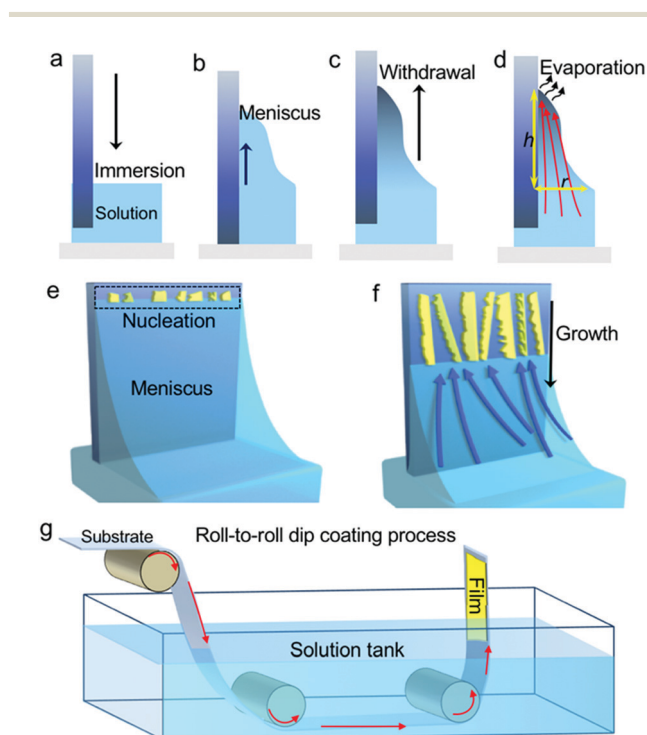 a
b
c
d
Immersion
Solution
Meniscus
Withdrawal
Evaporation
h
r
e
Nucleation
Meniscus
f
Growth
g
Substrate
Roll-to-roll dip coating process
Film
Solution tank